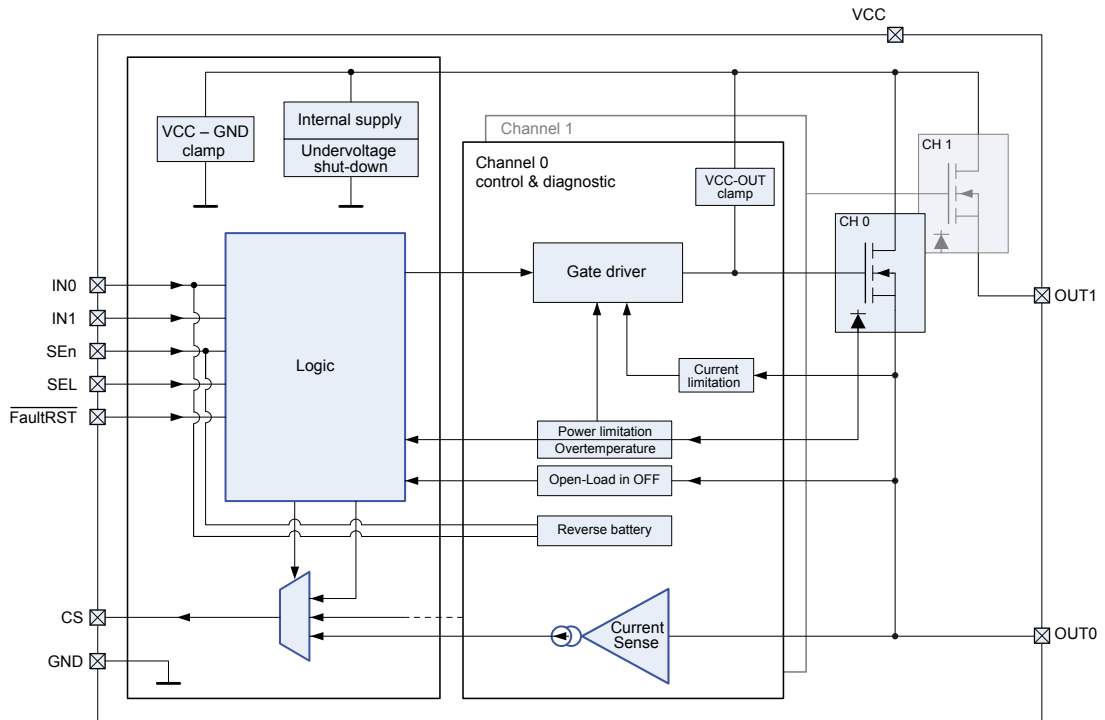 VCC
VCC – GND
clamp
Internal supply
Undervoltage
shut-down
Channel 1
Channel 0
control & diagnostic
VCC-OUT
clamp
CH 1
CH 0
Gate driver
IN0
IN1
SEn
SEL
FaultRST
Logic
OUT1
Current
limitation
Power limitation
Overtemperature
Open-Load in OFF
Reverse battery
CS
GND
Current
Sense
OUT0